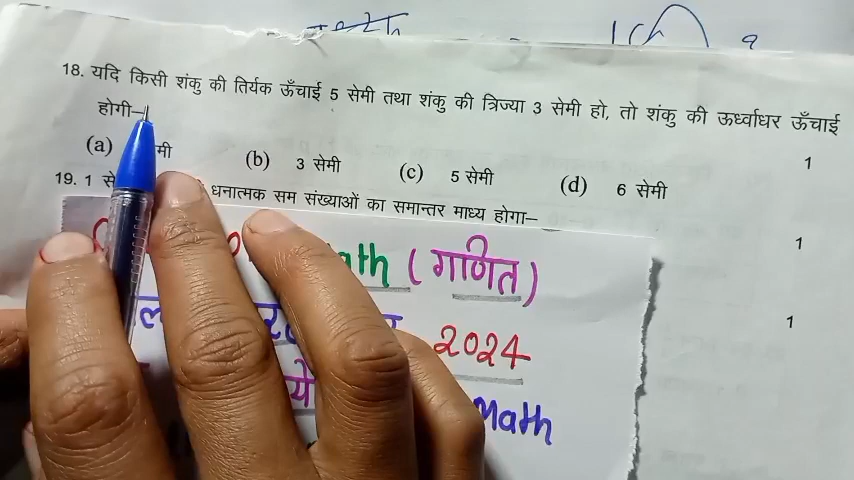 18. यदि किसी शंकु की तिर्यक ऊँचाई 5 सेमी तथा शंकु की त्रिज्या 3 सेमी हो, तो शंकु की ऊर्ध्वाधर ऊँचाई
होगी– 1
(a) (b) 3 सेमी (c) 5 सेमी (d) 6 सेमी
19. 1 से धनात्मक सम संख्याओं का समान्तर माध्य होगा– 1
1
(गणित)
2024
Math